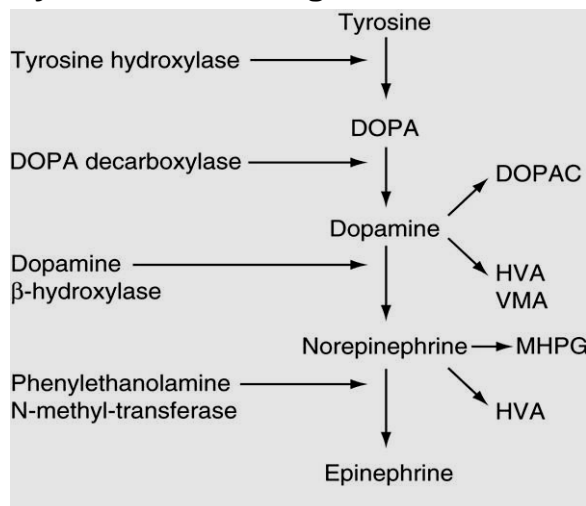 Tyrosine
Tyrosine hydroxylase
DOPA
DOPA decarboxylase
DOPAC
Dopamine
Dopamine
β-hydroxylase
HVA
VMA
Norepinephrine
MHPG
Phenylethanolamine
N-methyl-transferase
HVA
Epinephrine